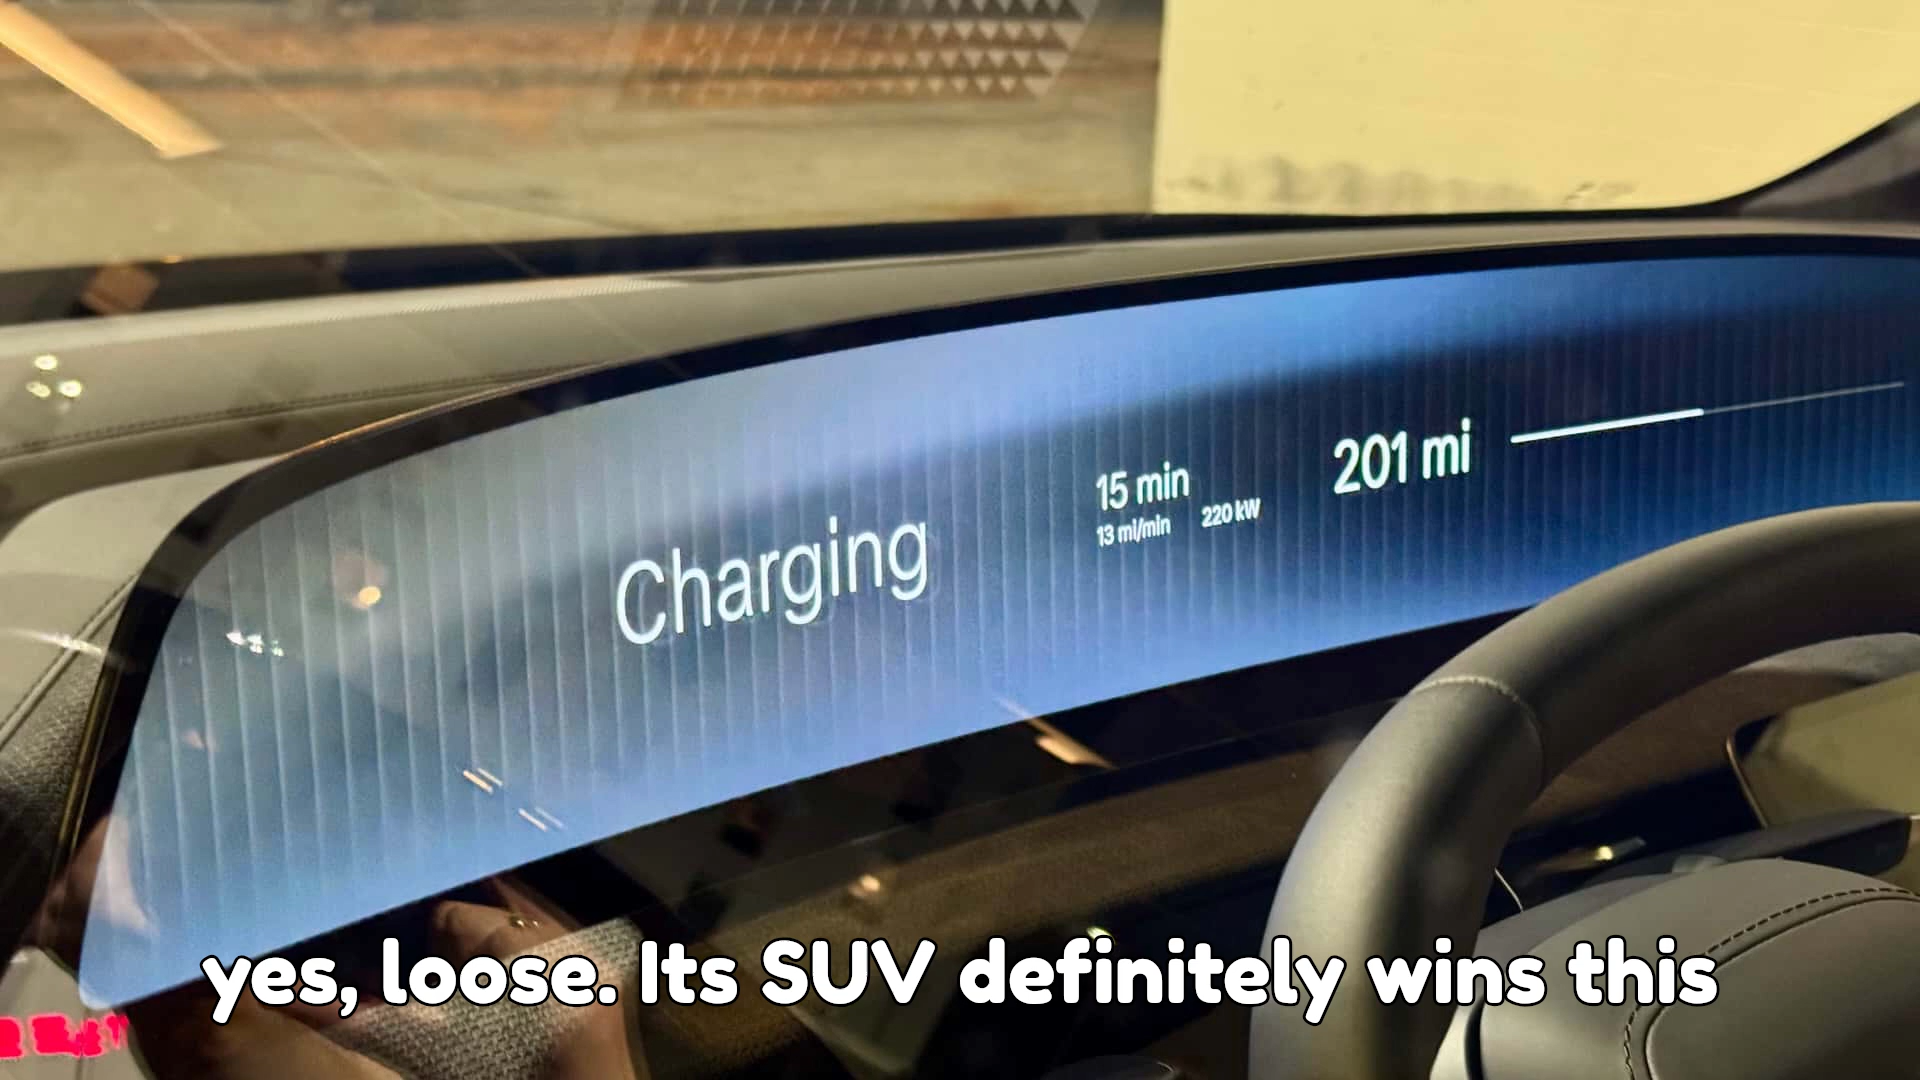 Charging
15 min
13 mi/min 220 kW
201 mi
yes, loose. Its SUV definitely wins this